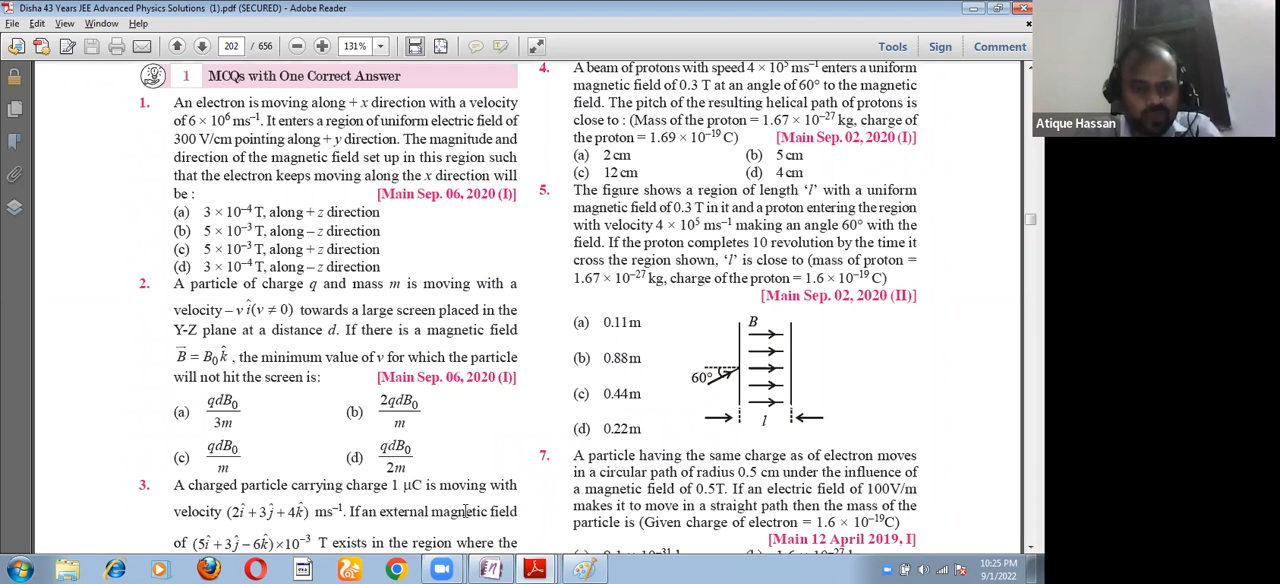 Disha 43 Years JEE Advanced Physics Solutions (1).pdf (SECURED) - Adobe Reader
File Edit View Window Help
202 / 656 131% Tools Sign Comment
1 MCQs with One Correct Answer
1. An electron is moving along + x direction with a velocity
of 6 × 10⁶ ms⁻¹. It enters a region of uniform electric field of
300 V/cm pointing along + y direction. The magnitude and
direction of the magnetic field set up in this region such
that the electron keeps moving along the x direction will
be : [Main Sep. 06, 2020 (I)]
(a) 3 × 10⁻⁴ T, along + z direction
(b) 5 × 10⁻³ T, along – z direction
(c) 5 × 10⁻³ T, along + z direction
(d) 3 × 10⁻⁴ T, along – z direction
2. A particle of charge q and mass m is moving with a
velocity – v î (v ≠ 0) towards a large screen placed in the
Y-Z plane at a distance d. If there is a magnetic field
B⃗ = B₀ k̂ , the minimum value of v for which the particle
will not hit the screen is: [Main Sep. 06, 2020 (I)]
(a) qdB₀/3m (b) 2qdB₀/m
(c) qdB₀/m (d) qdB₀/2m
3. A charged particle carrying charge 1 μC is moving with
velocity (2î + 3ĵ + 4k̂) ms⁻¹. If an external magnetic field
of (5î + 3ĵ – 6k̂) × 10⁻³ T exists in the region where the
4. A beam of protons with speed 4 × 10⁵ ms⁻¹ enters a uniform
magnetic field of 0.3 T at an angle of 60° to the magnetic
field. The pitch of the resulting helical path of protons is
close to : (Mass of the proton = 1.67 × 10⁻²⁷ kg, charge of
the proton = 1.69 × 10⁻¹⁹ C) [Main Sep. 02, 2020 (I)]
(a) 2 cm (b) 5 cm
(c) 12 cm (d) 4 cm
5. The figure shows a region of length ‘l’ with a uniform
magnetic field of 0.3 T in it and a proton entering the region
with velocity 4 × 10⁵ ms⁻¹ making an angle 60° with the
field. If the proton completes 10 revolution by the time it
cross the region shown, ‘l’ is close to (mass of proton =
1.67 × 10⁻²⁷ kg, charge of the proton = 1.6 × 10⁻¹⁹ C)
[Main Sep. 02, 2020 (II)]
(a) 0.11 m
(b) 0.88 m
(c) 0.44 m
(d) 0.22 m
B
60°
l
7. A particle having the same charge as of electron moves
in a circular path of radius 0.5 cm under the influence of
a magnetic field of 0.5T. If an electric field of 100V/m
makes it to move in a straight path then the mass of the
particle is (Given charge of electron = 1.6 × 10⁻¹⁹C)
[Main 12 April 2019, I]
Atique Hassan
10:25 PM
9/1/2022